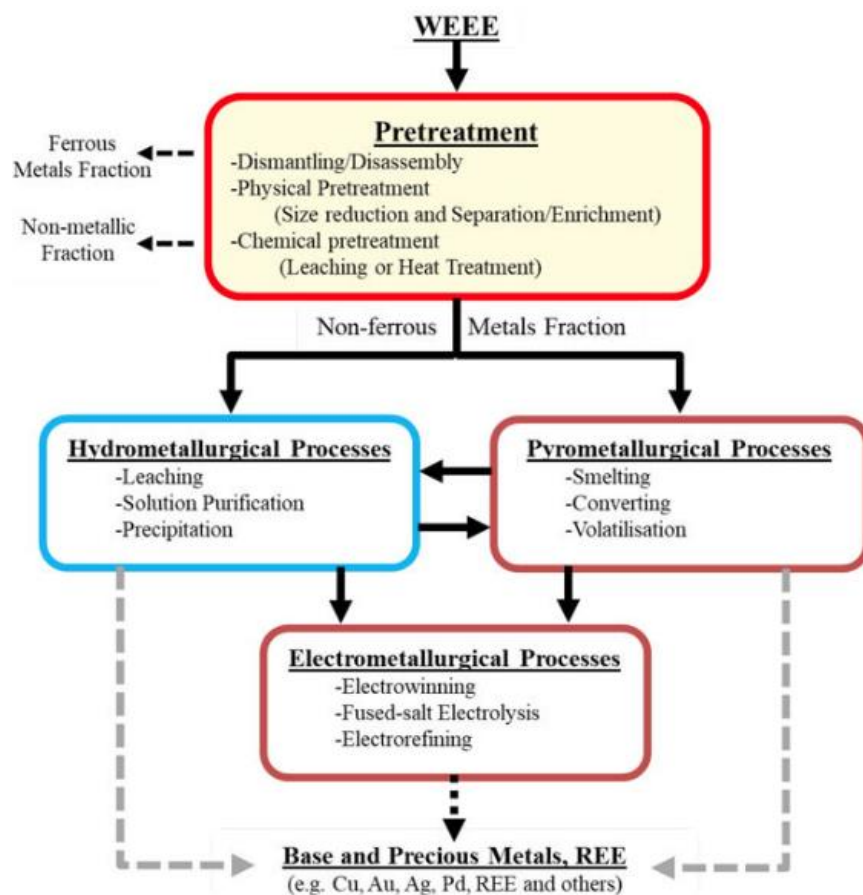 WEEE
Pretreatment
-Dismantling/Disassembly
-Physical Pretreatment
(Size reduction and Separation/Enrichment)
-Chemical pretreatment
(Leaching or Heat Treatment)
Ferrous
Metals Fraction
Non-metallic
Fraction
Non-ferrous Metals Fraction
Hydrometallurgical Processes
-Leaching
-Solution Purification
-Precipitation
Pyrometallurgical Processes
-Smelting
-Converting
-Volatilisation
Electrometallurgical Processes
-Electrowinning
-Fused-salt Electrolysis
-Electrorefining
Base and Precious Metals, REE
(e.g. Cu, Au, Ag, Pd, REE and others)